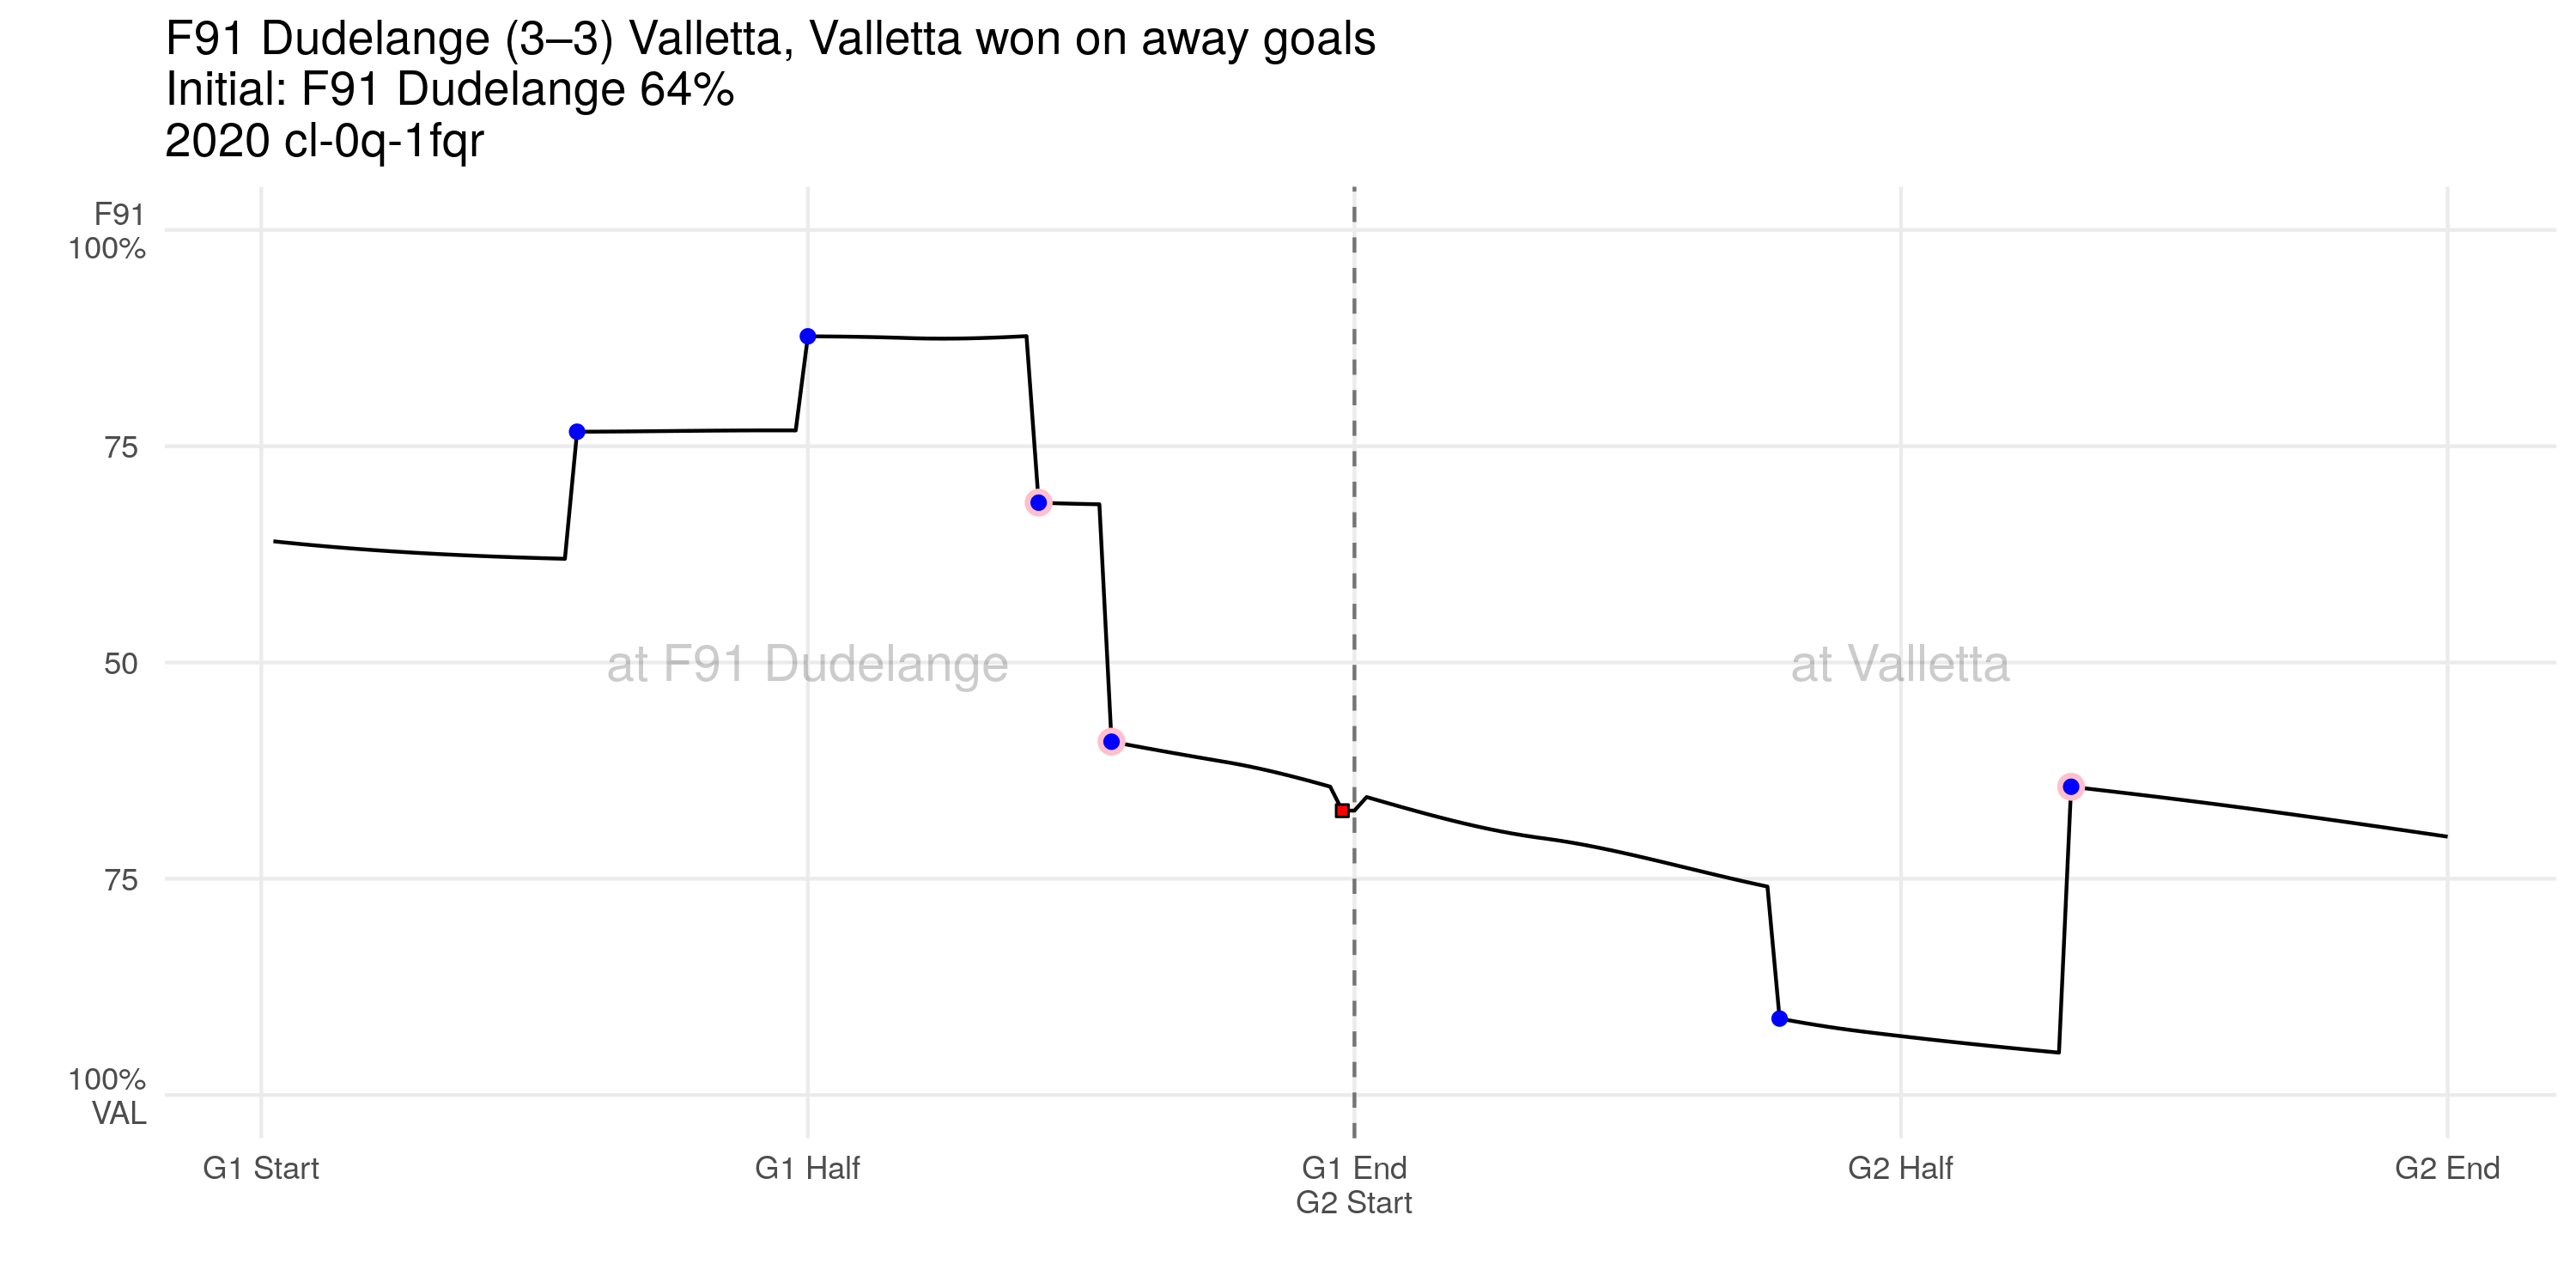 F91 Dudelange (3–3) Valletta, Valletta won on away goals
Initial: F91 Dudelange 64%
2020 cl-0q-1fqr
F91
100%
75
50
75
100%
VAL
at F91 Dudelange
at Valletta
G1 Start
G1 Half
G1 End
G2 Start
G2 Half
G2 End